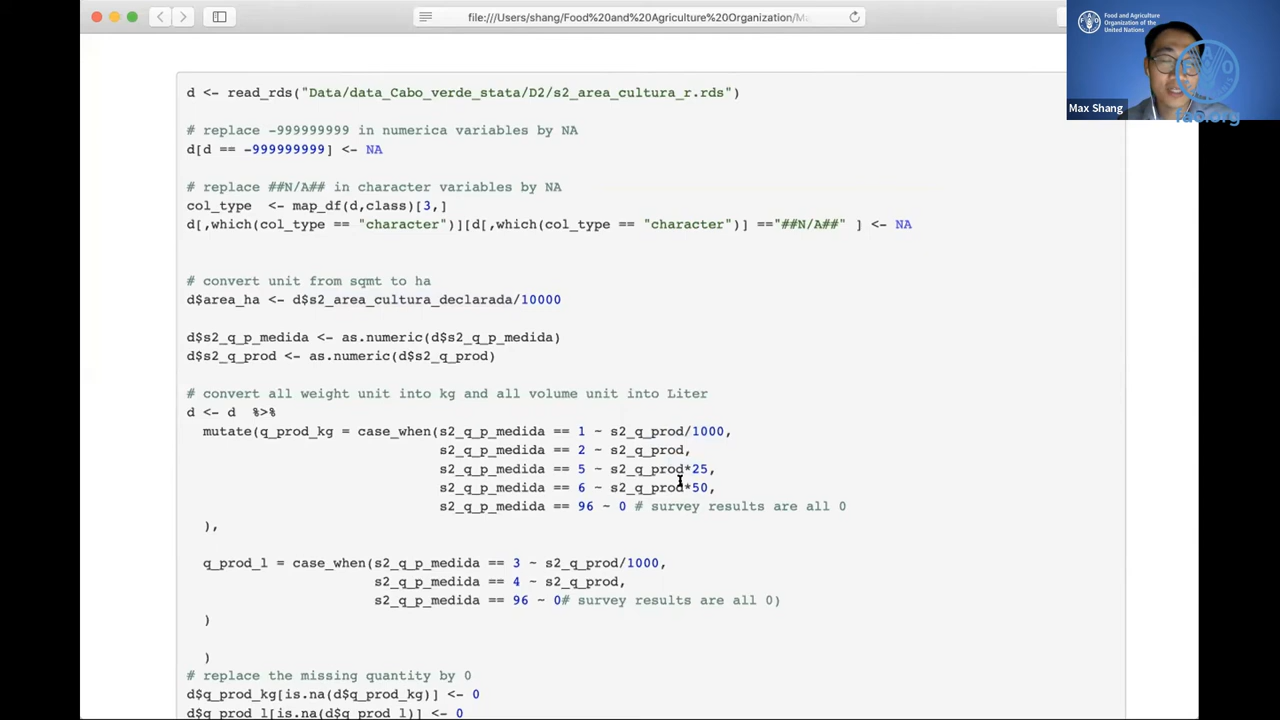 file:///Users/shang/Food%20and%20Agriculture%20Organization/Ma
Food and Agriculture
Organization of the
United Nations
Max Shang
fao.org
d <- read_rds("Data/data_Cabo_verde_stata/D2/s2_area_cultura_r.rds")
# replace -999999999 in numerica variables by NA
d[d == -999999999] <- NA
# replace ##N/A## in character variables by NA
col_type  <- map_df(d,class)[3,]
d[,which(col_type == "character")][d[,which(col_type == "character")] =="##N/A##" ] <- NA
# convert unit from sqmt to ha
d$area_ha <- d$s2_area_cultura_declarada/10000
d$s2_q_p_medida <- as.numeric(d$s2_q_p_medida)
d$s2_q_prod <- as.numeric(d$s2_q_prod)
# convert all weight unit into kg and all volume unit into Liter
d <- d  %>%
mutate(q_prod_kg = case_when(s2_q_p_medida == 1 ~ s2_q_prod/1000,
s2_q_p_medida == 2 ~ s2_q_prod,
s2_q_p_medida == 5 ~ s2_q_prod*25,
s2_q_p_medida == 6 ~ s2_q_prod*50,
s2_q_p_medida == 96 ~ 0 # survey results are all 0
),
q_prod_l = case_when(s2_q_p_medida == 3 ~ s2_q_prod/1000,
s2_q_p_medida == 4 ~ s2_q_prod,
s2_q_p_medida == 96 ~ 0# survey results are all 0)
)
)
# replace the missing quantity by 0
d$q_prod_kg[is.na(d$q_prod_kg)] <- 0
d$q_prod_l[is.na(d$q_prod_l)] <- 0